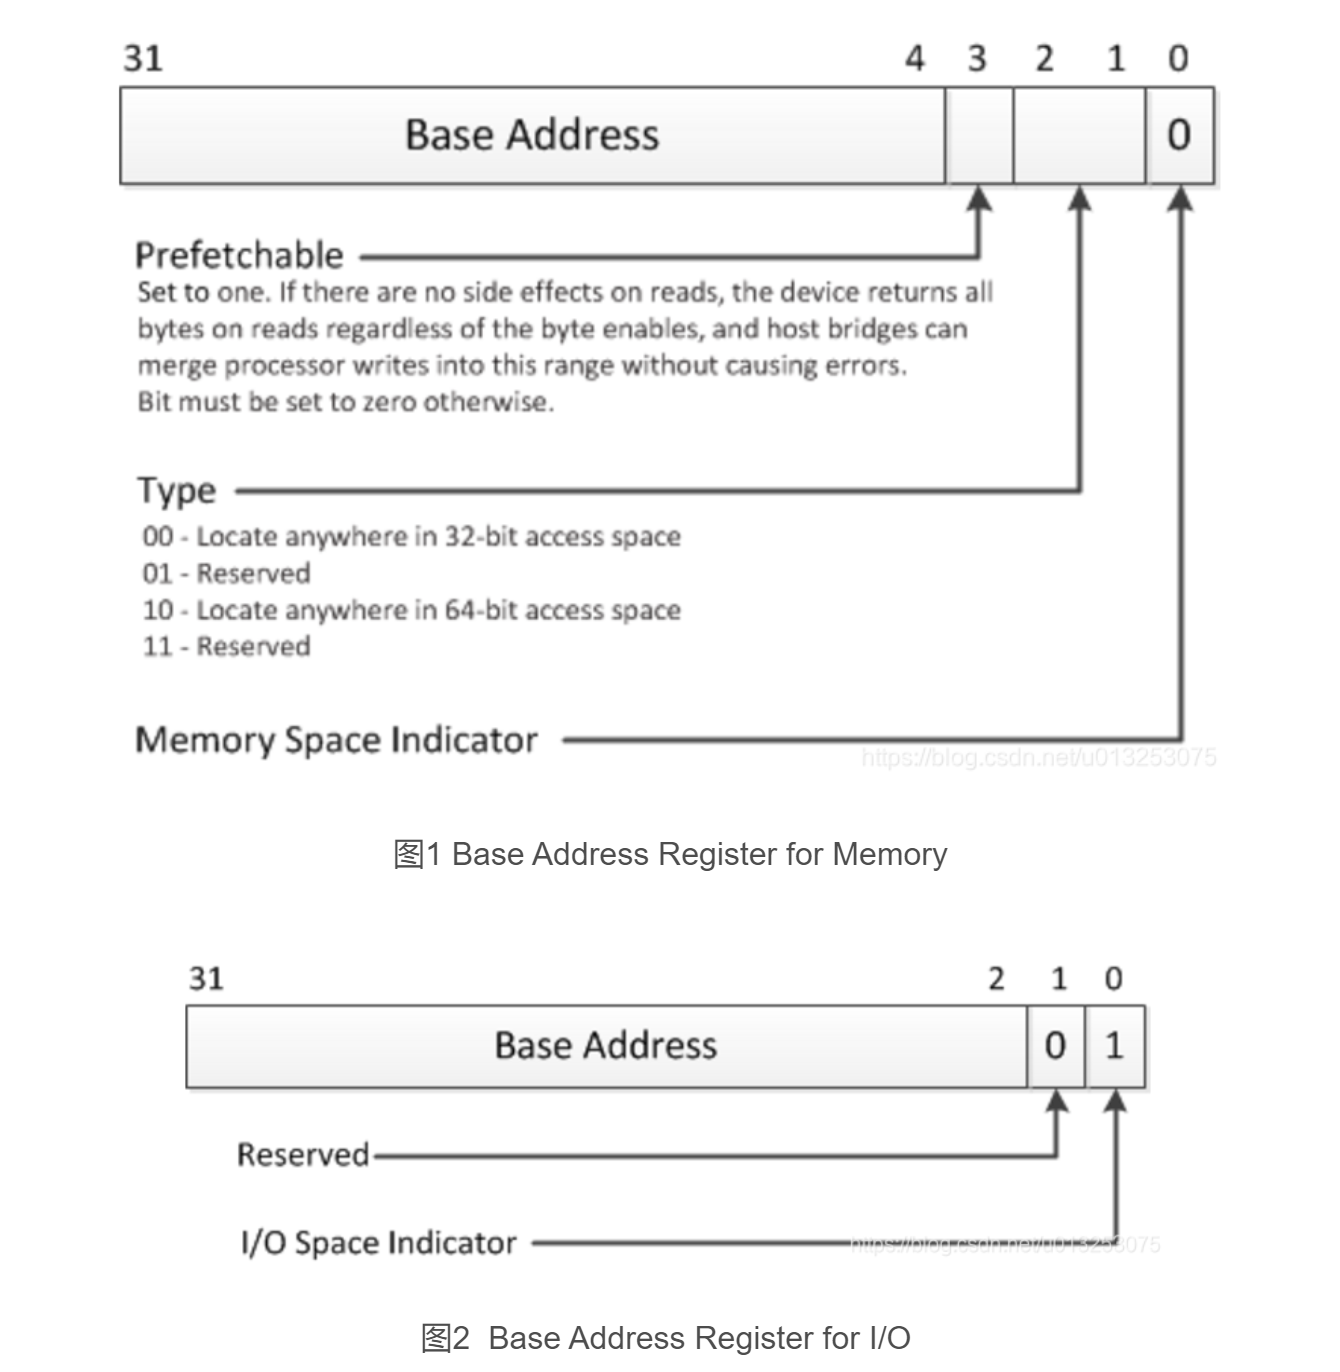 31 4 3 2 1 0
Base Address 0
Prefetchable
Set to one. If there are no side effects on reads, the device returns all
bytes on reads regardless of the byte enables, and host bridges can
merge processor writes into this range without causing errors.
Bit must be set to zero otherwise.
Type
00 - Locate anywhere in 32-bit access space
01 - Reserved
10 - Locate anywhere in 64-bit access space
11 - Reserved
Memory Space Indicator
https://blog.csdn.net/u013253075
图1 Base Address Register for Memory
31 2 1 0
Base Address 0 1
Reserved
I/O Space Indicator
https://blog.csdn.net/u013253075
图2 Base Address Register for I/O